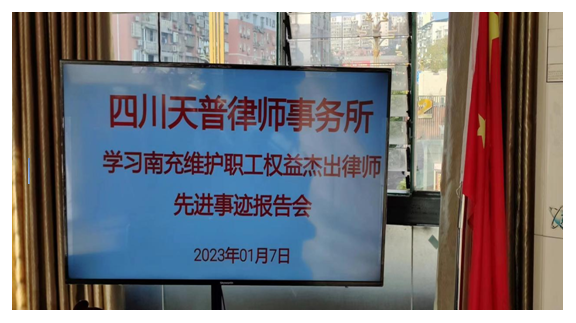 四川天普律师事务所
学习南充维护职工权益杰出律师
先进事迹报告会
2023年01月7日